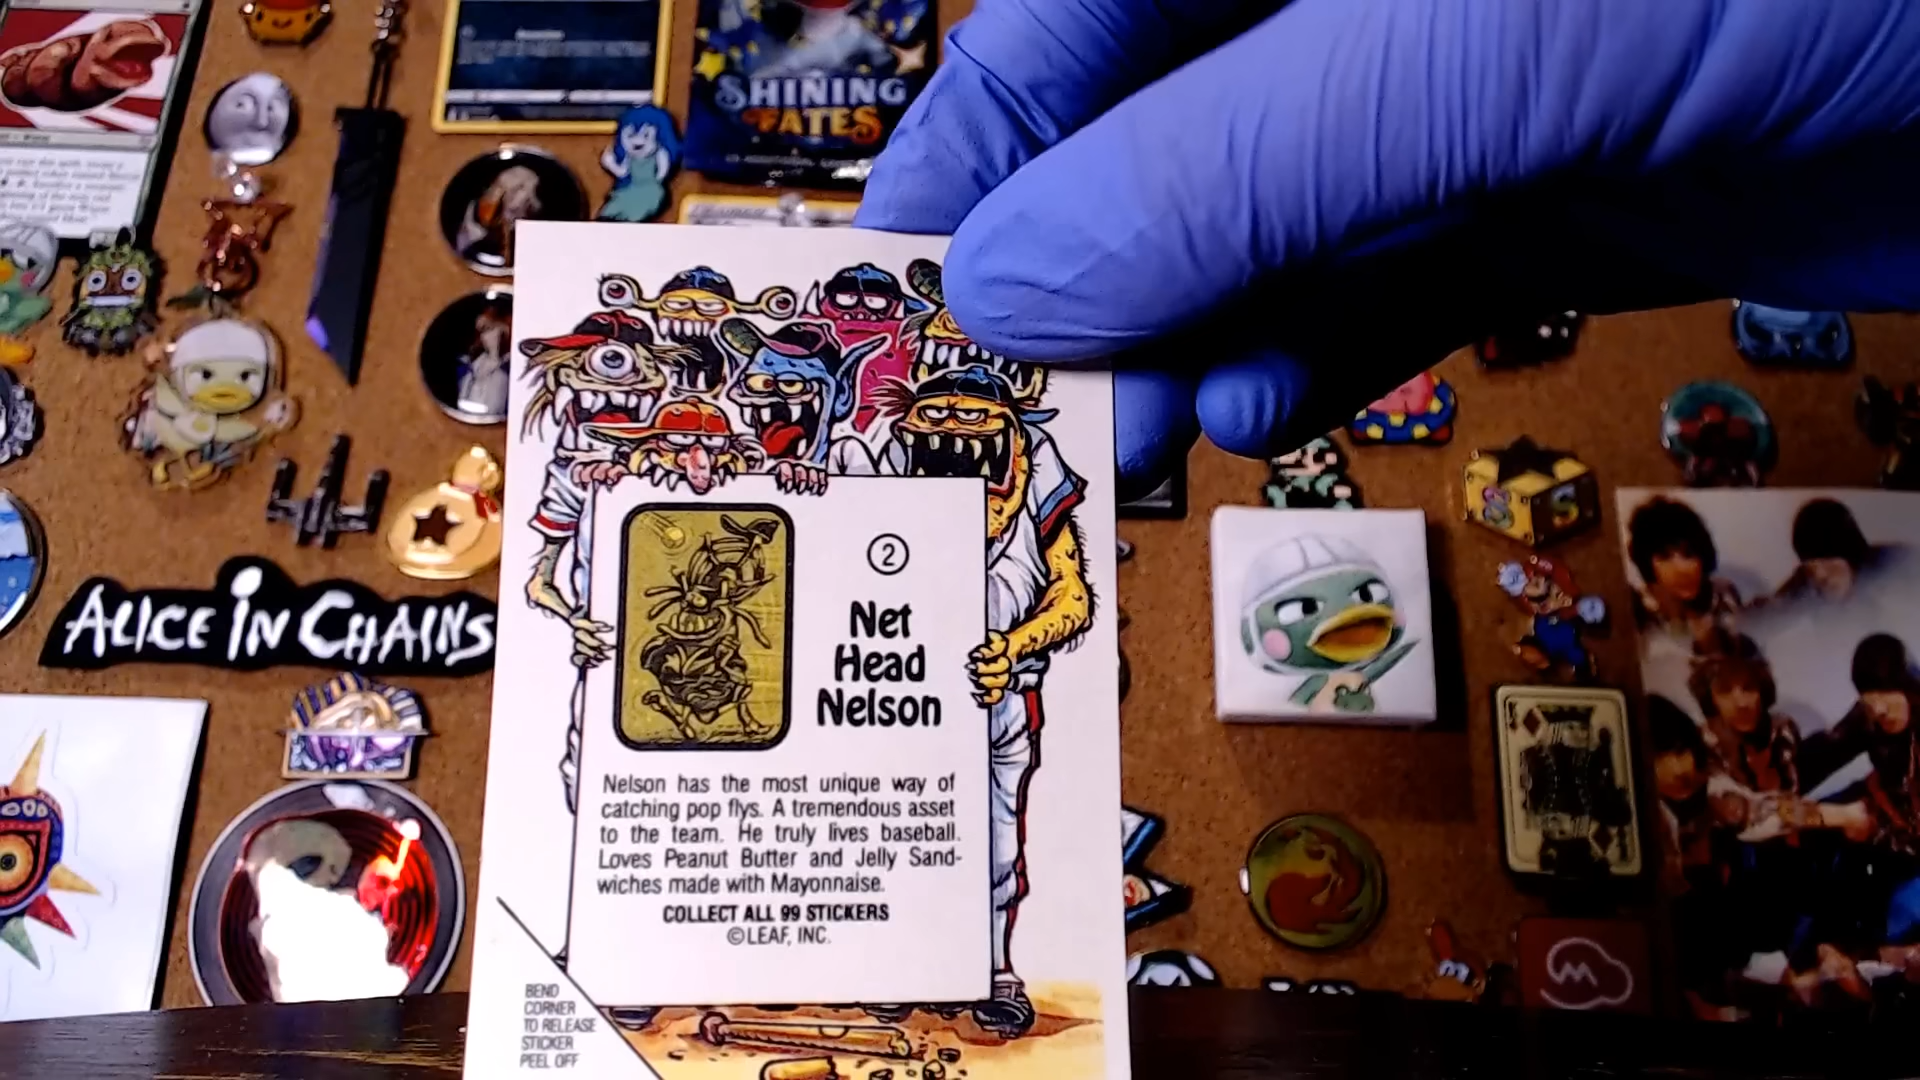 SHINING
FATES
ALICE IN CHAINS
2
Net
Head
Nelson
Nelson has the most unique way of
catching pop flys. A tremendous asset
to the team. He truly lives baseball.
Loves Peanut Butter and Jelly Sand-
wiches made with Mayonnaise.
COLLECT ALL 99 STICKERS
©LEAF, INC.
BEND
CORNER
TO RELEASE
STICKER
PEEL OFF